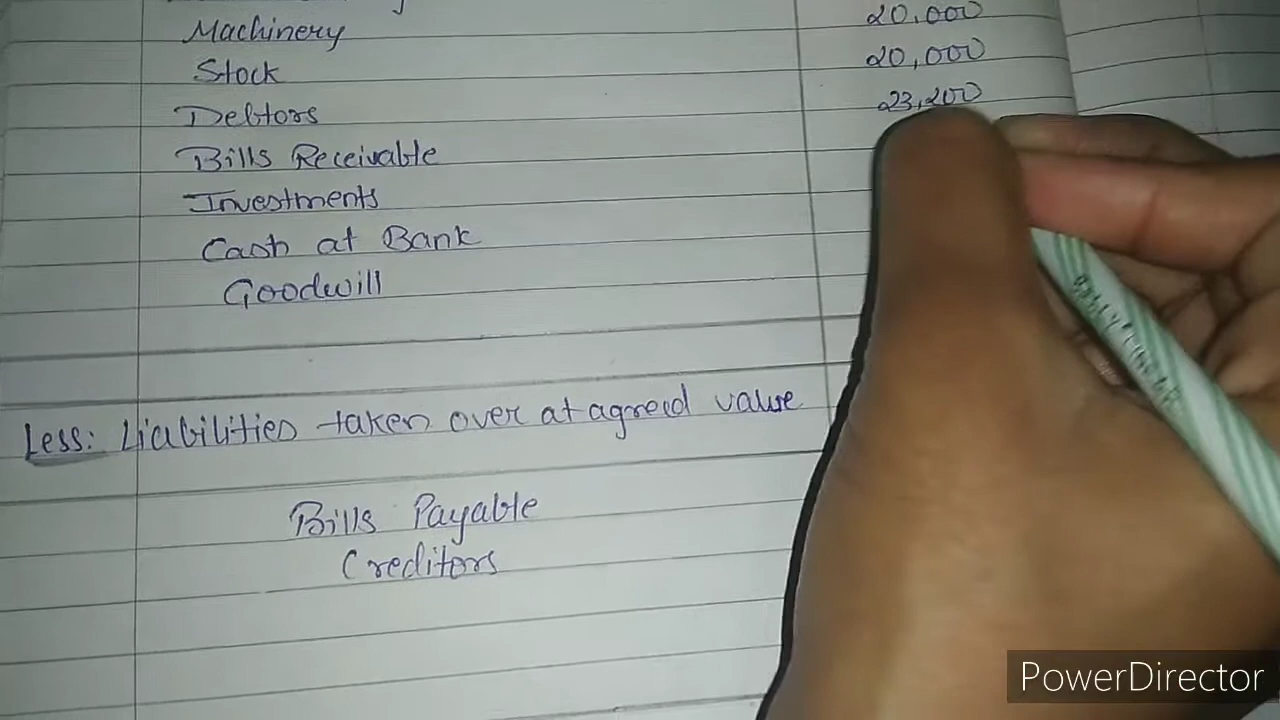 Machinery 20,000
Stock 20,000
Debtors 23,200
Bills Receivable
Investments
Cash at Bank
Goodwill
Less: Liabilities taken over at agreed value
Bills Payable
Creditors
PowerDirector